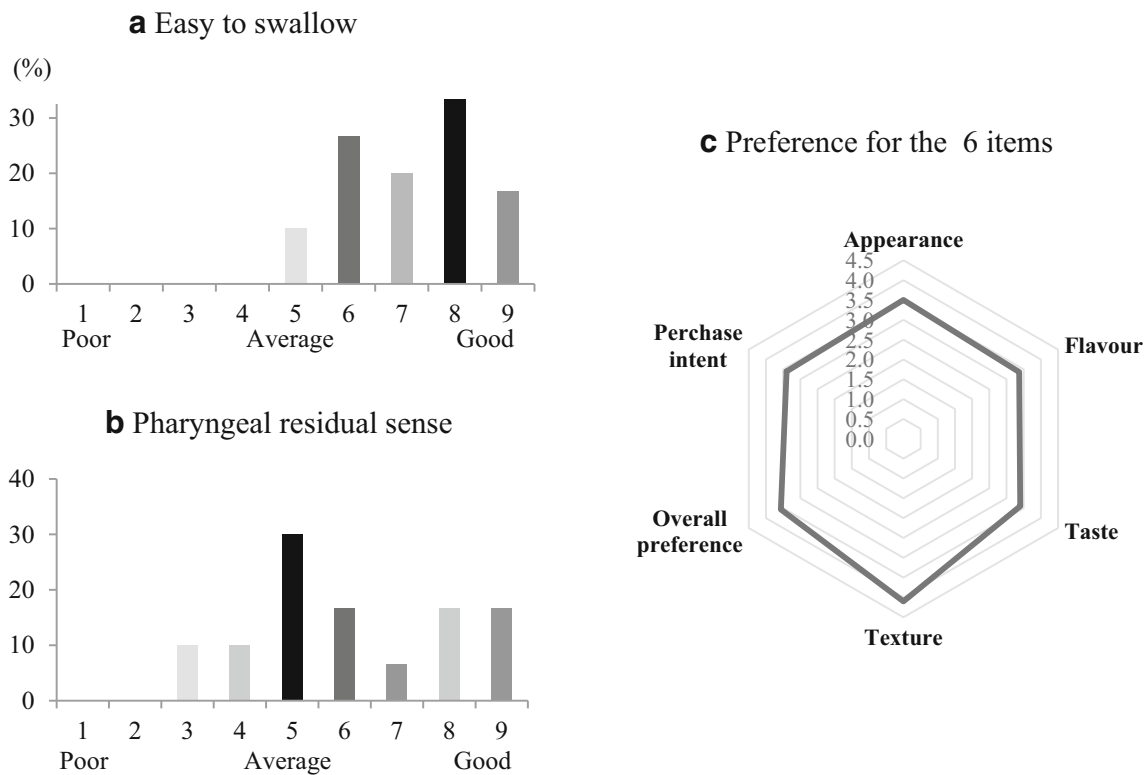 a Easy to swallow
(%)
30
20
10
0
1 2 3 4 5 6 7 8 9
Poor Average Good
b Pharyngeal residual sense
40
30
20
10
0
1 2 3 4 5 6 7 8 9
Poor Average Good
c Preference for the 6 items
Appearance
4.5
4.0
3.5
3.0
2.5
2.0
1.5
1.0
0.5
0.0
Flavour
Taste
Texture
Overall
preference
Perchase
intent